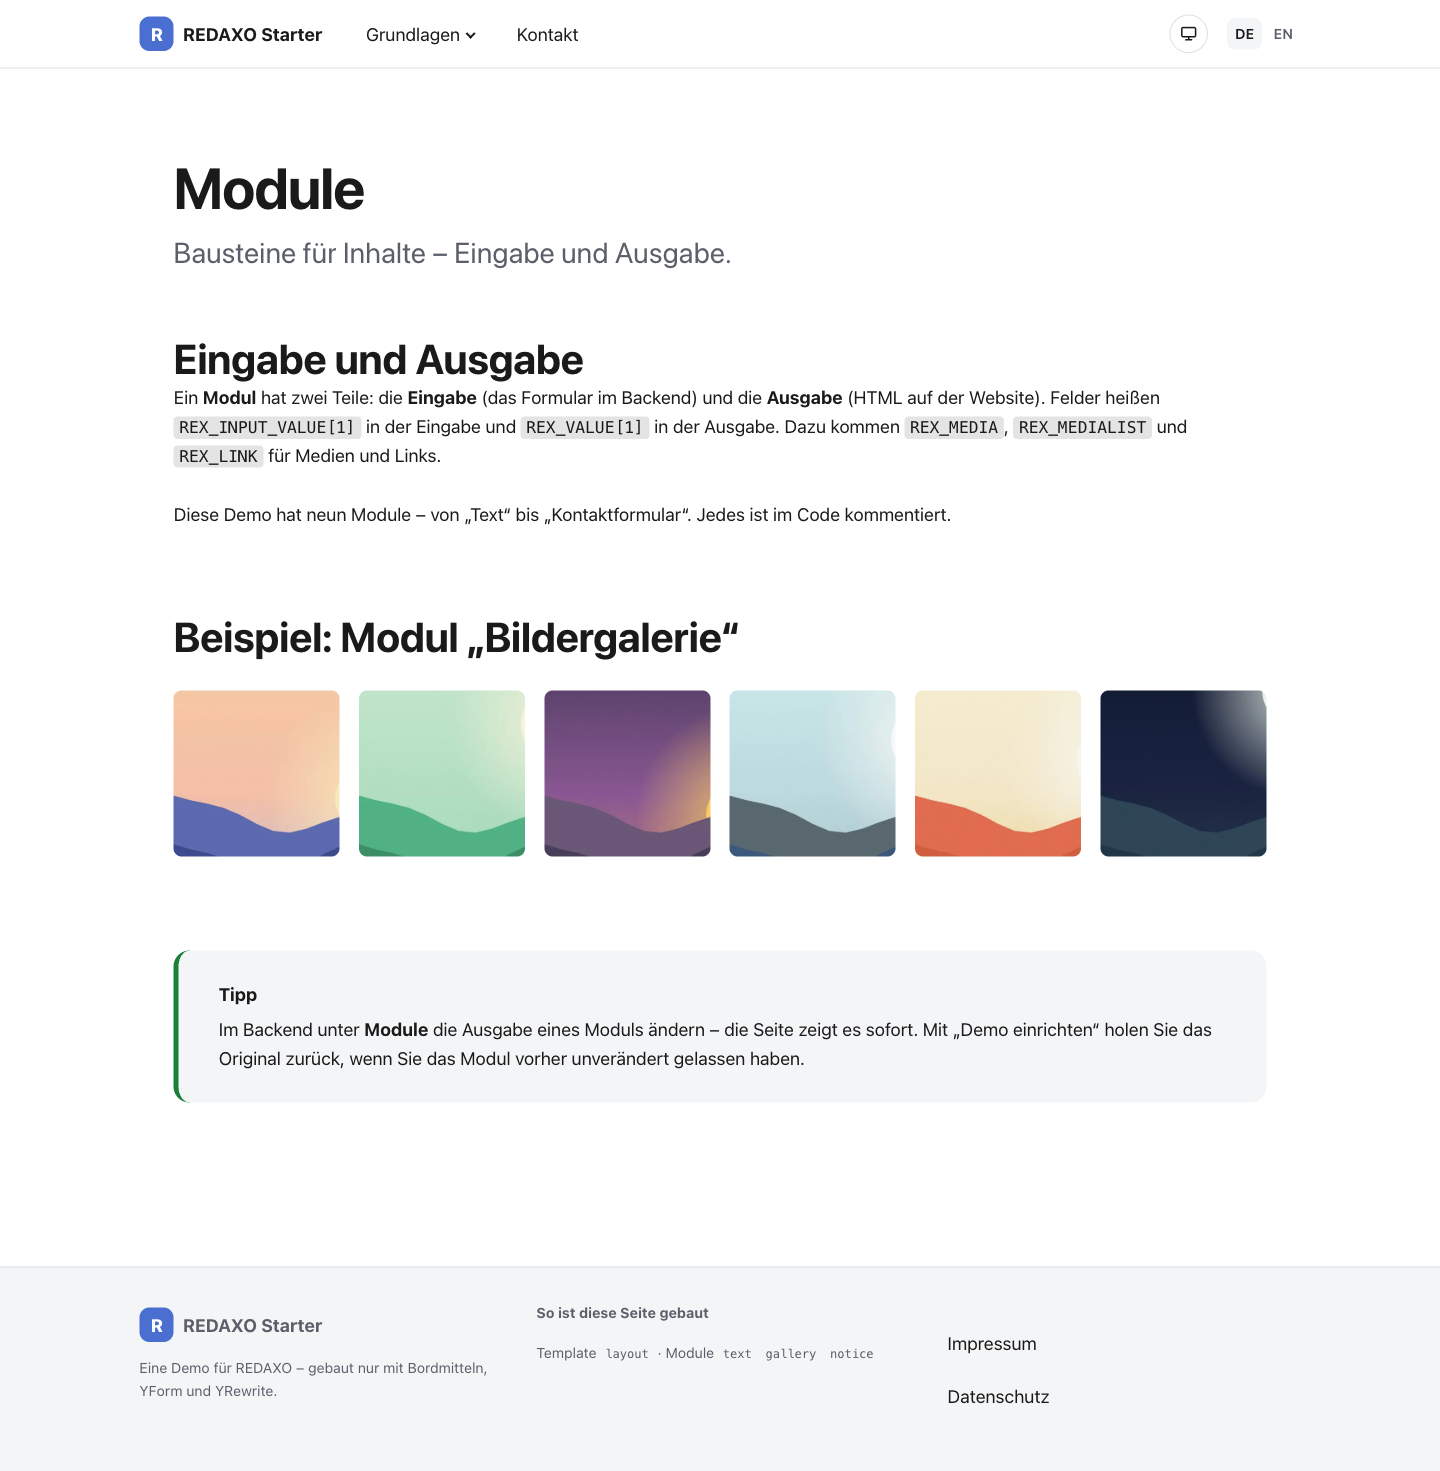 R REDAXO Starter Grundlagen Kontakt DE EN
Module
Bausteine für Inhalte – Eingabe und Ausgabe.
Eingabe und Ausgabe
Ein Modul hat zwei Teile: die Eingabe (das Formular im Backend) und die Ausgabe (HTML auf der Website). Felder heißen
REX_INPUT_VALUE[1] in der Eingabe und REX_VALUE[1] in der Ausgabe. Dazu kommen REX_MEDIA, REX_MEDIALIST und
REX_LINK für Medien und Links.
Diese Demo hat neun Module – von „Text“ bis „Kontaktformular“. Jedes ist im Code kommentiert.
Beispiel: Modul „Bildergalerie“
Tipp
Im Backend unter Module die Ausgabe eines Moduls ändern – die Seite zeigt es sofort. Mit „Demo einrichten“ holen Sie das
Original zurück, wenn Sie das Modul vorher unverändert gelassen haben.
R REDAXO Starter
Eine Demo für REDAXO – gebaut nur mit Bordmitteln,
YForm und YRewrite.
So ist diese Seite gebaut
Template layout · Module text gallery notice
Impressum
Datenschutz